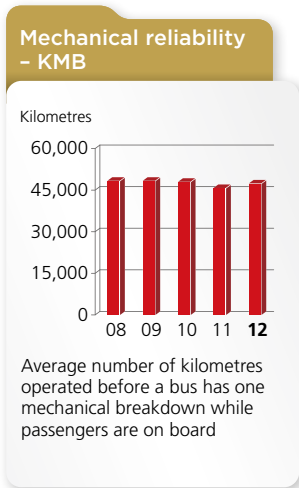 Mechanical reliability
– KMB
Kilometres
60,000
45,000
30,000
15,000
0
08 09 10 11 12
Average number of kilometres
operated before a bus has one
mechanical breakdown while
passengers are on board